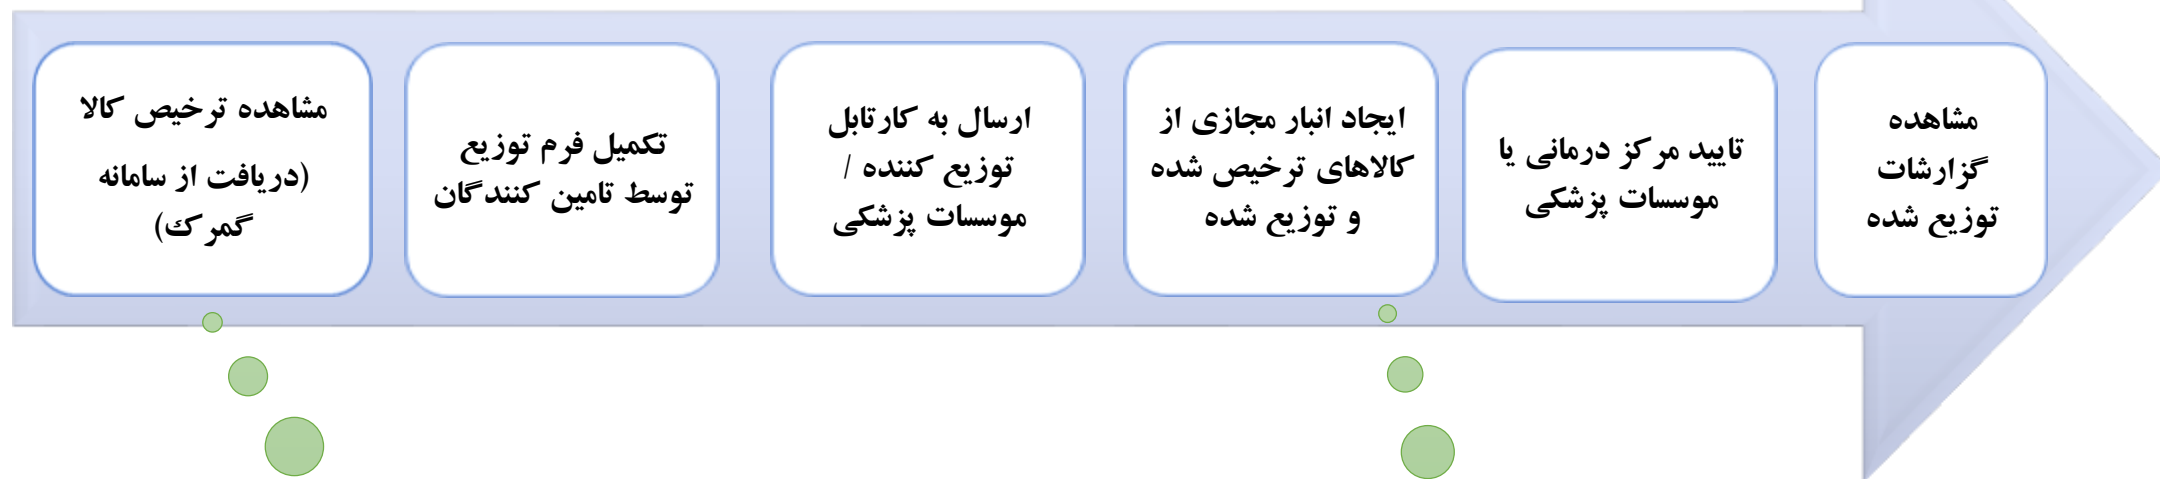 مشاهده ترخیص کالا
(دریافت از سامانه
گمرک)
تکمیل فرم توزیع
توسط تامین کنندگان
ارسال به کارتابل
توزیع کننده /
موسسات پزشکی
ایجاد انبار مجازی از
کالاهای ترخیص شده
و توزیع شده
تایید مرکز درمانی یا
موسسات پزشکی
مشاهده
گزارشات
توزیع شده